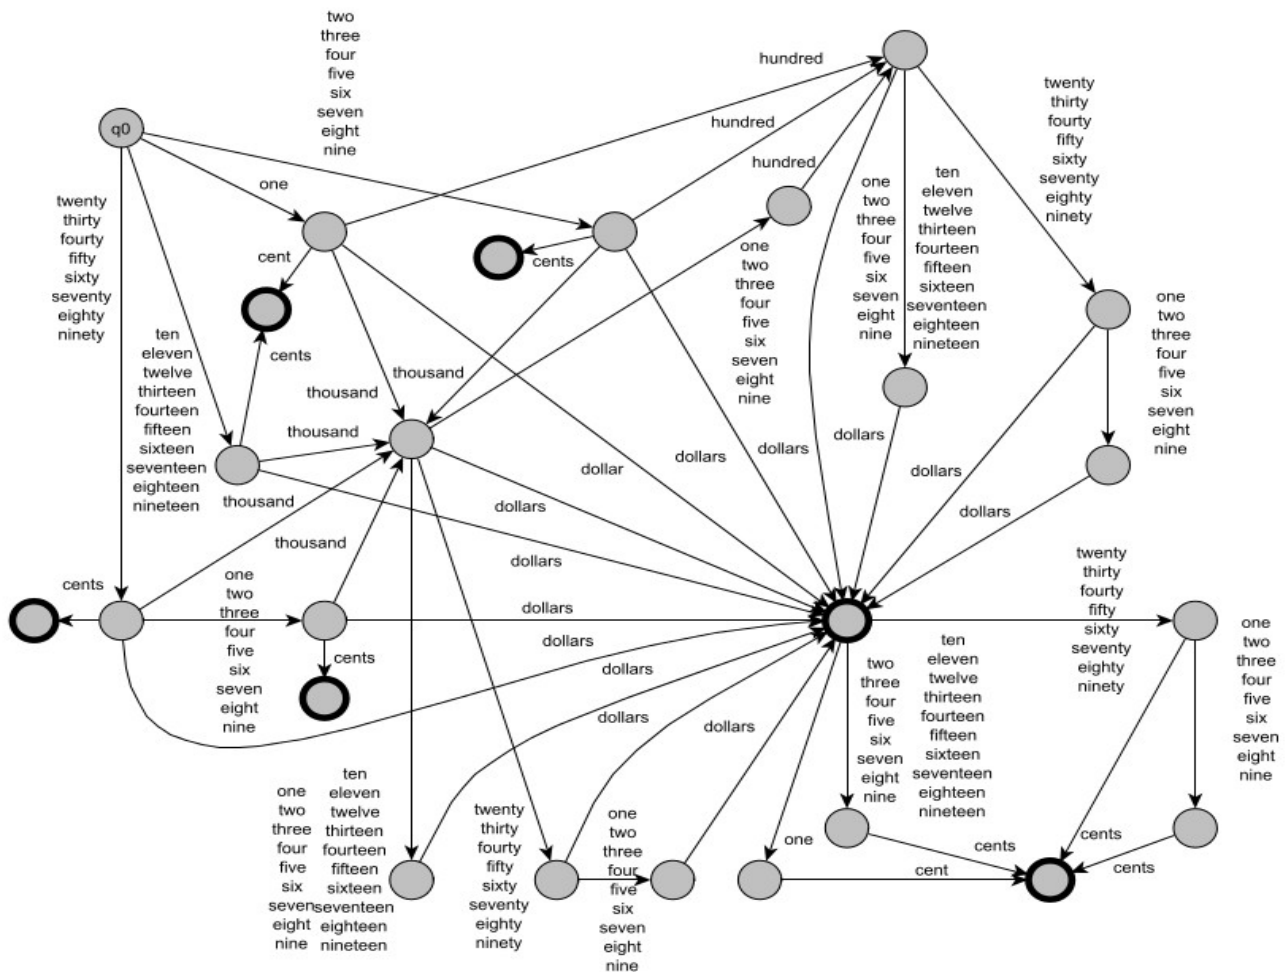 two
three
four
five
six
seven
eight
nine
hundred
q0
hundred
hundred
twenty
thirty
fourty
fifty
sixty
seventy
eighty
ninety
one
twenty
thirty
fourty
fifty
sixty
seventy
eighty
ninety
cent
cents
one
two
three
four
five
six
seven
eight
nine
one
two
three
four
five
six
seven
eight
nine
ten
eleven
twelve
thirteen
fourteen
fifteen
sixteen
seventeen
eighteen
nineteen
one
two
three
four
five
six
seven
eight
nine
ten
eleven
twelve
thirteen
fourteen
fifteen
sixteen
seventeen
eighteen
nineteen
cents
thousand
thousand
thousand
thousand
thousand
dollar
dollars
dollars
dollars
dollars
dollars
dollars
dollars
cents
one
two
three
four
five
six
seven
eight
nine
dollars
dollars
dollars
cents
dollars
dollars
twenty
thirty
fourty
fifty
sixty
seventy
eighty
ninety
two
three
four
five
six
seven
eight
nine
ten
eleven
twelve
thirteen
fourteen
fifteen
sixteen
seventeen
eighteen
nineteen
one
two
three
four
five
six
seven
eight
nine
one
two
three
four
five
six
seven
eight
nine
ten
eleven
twelve
thirteen
fourteen
fifteen
sixteen
seventeen
eighteen
nineteen
twenty
thirty
fourty
fifty
sixty
seventy
eighty
ninety
one
two
three
four
five
six
seven
eight
nine
one
cent
cents
cents
cents